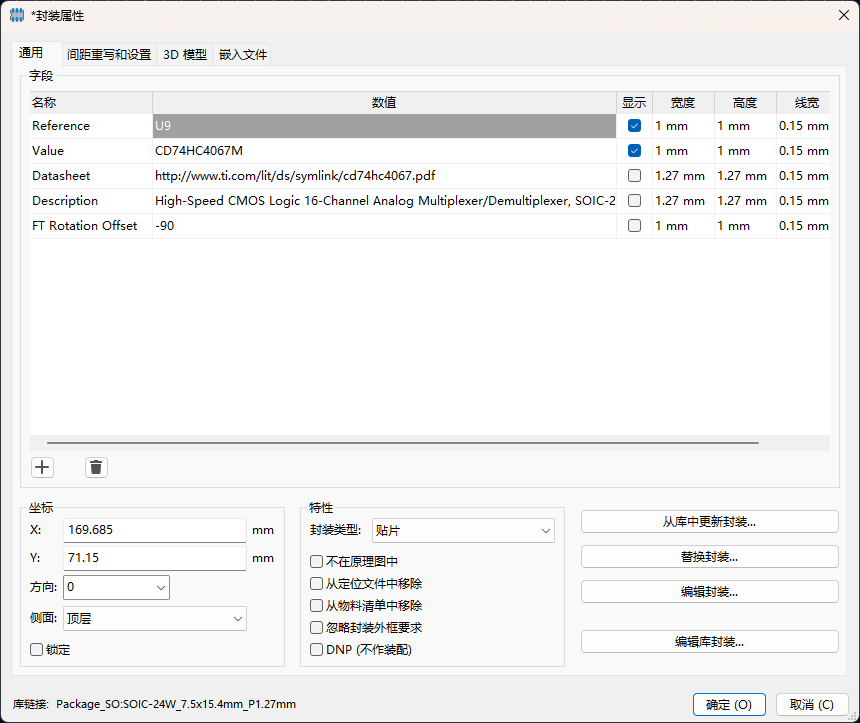 *封装属性
通用 间距重写和设置 3D 模型 嵌入文件
字段
名称 数值 显示 宽度 高度 线宽
Reference U9 1 mm 1 mm 0.15 mm
Value CD74HC4067M 1 mm 1 mm 0.15 mm
Datasheet http://www.ti.com/lit/ds/symlink/cd74hc4067.pdf 1.27 mm 1.27 mm 0.15 mm
Description High-Speed CMOS Logic 16-Channel Analog Multiplexer/Demultiplexer, SOIC-2 1.27 mm 1.27 mm 0.15 mm
FT Rotation Offset -90 1 mm 1 mm 0.15 mm
坐标
X: 169.685 mm
Y: 71.15 mm
方向: 0
侧面: 顶层
锁定
特性
封装类型: 贴片
不在原理图中
从定位文件中移除
从物料清单中移除
忽略封装外框要求
DNP (不作装配)
从库中更新封装...
替换封装...
编辑封装...
编辑库封装...
库链接: Package_SO:SOIC-24W_7.5x15.4mm_P1.27mm
确定 (O) 取消 (C)